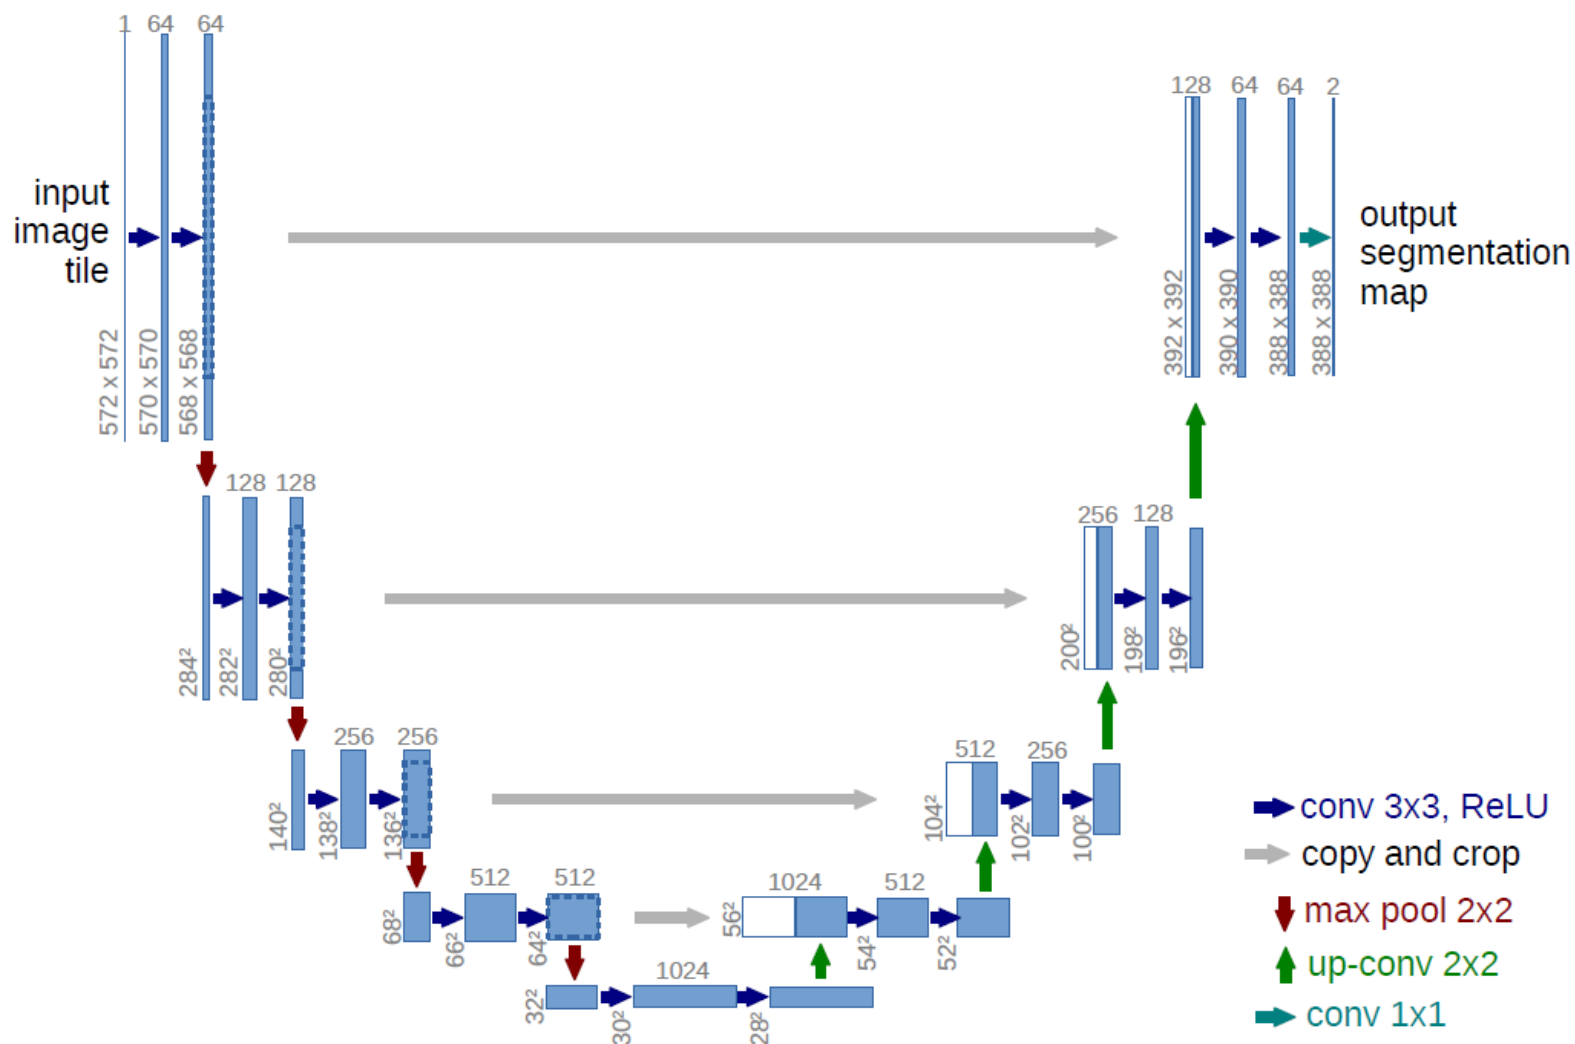 1 64 64
input
image
tile
572 x 572
570 x 570
568 x 568
128 64 64 2
output
segmentation
map
392 x 392
390 x 390
388 x 388
388 x 388
128 128
284²
282²
280²
256 128
200²
198²
196²
256 256
140²
138²
136²
512 256
104²
102²
100²
512 512
68²
66²
64²
1024 512
56²
54²
52²
1024
32²
30²
28²
conv 3x3, ReLU
copy and crop
max pool 2x2
up-conv 2x2
conv 1x1